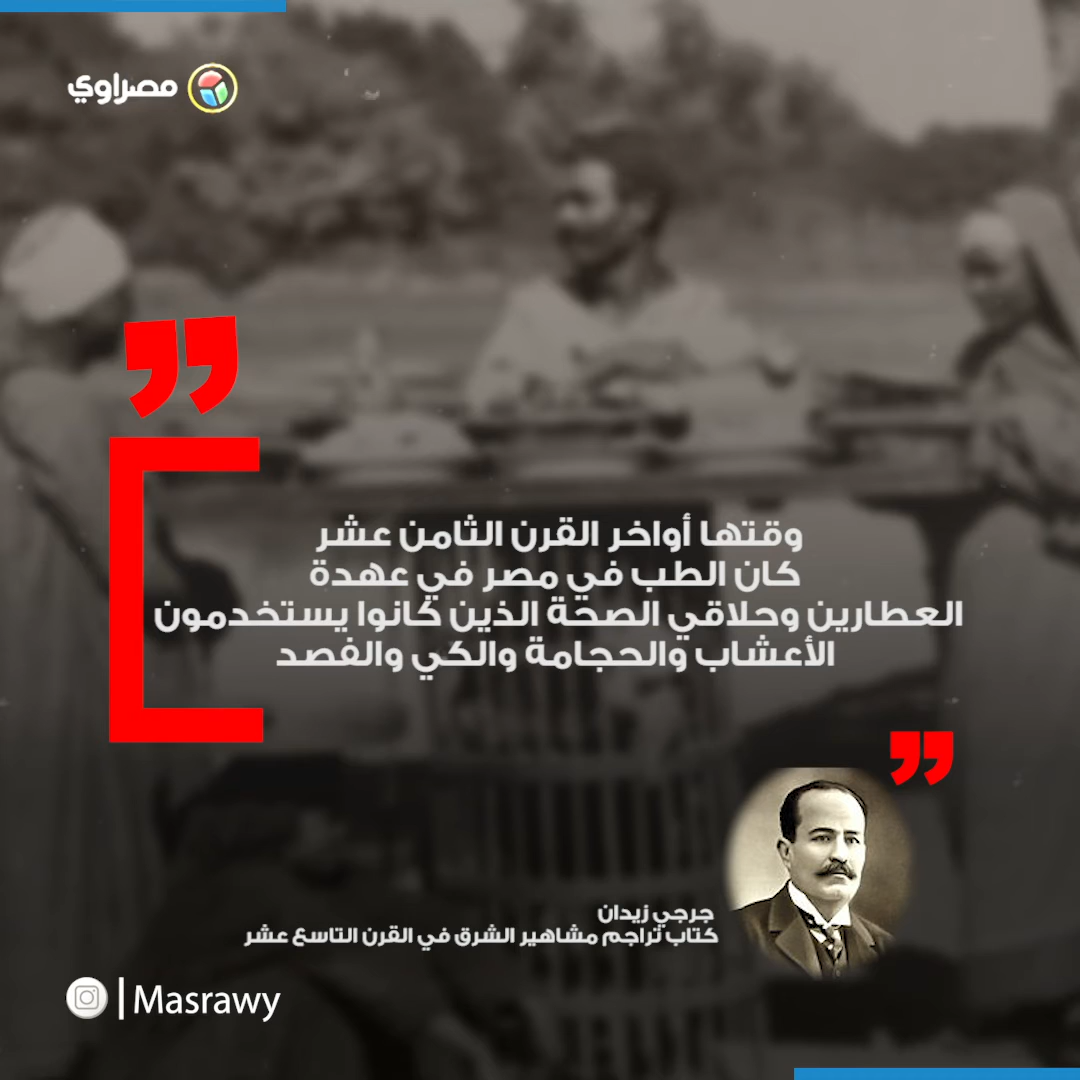 مصراوي
وقتها أواخر القرن الثامن عشر
كان الطب في مصر في عهدة
العطارين وحلاقي الصحة الذين كانوا يستخدمون
الأعشاب والحجامة والكي والفصد
جرجي زيدان
كتاب تراجم مشاهير الشرق في القرن التاسع عشر
| Masrawy